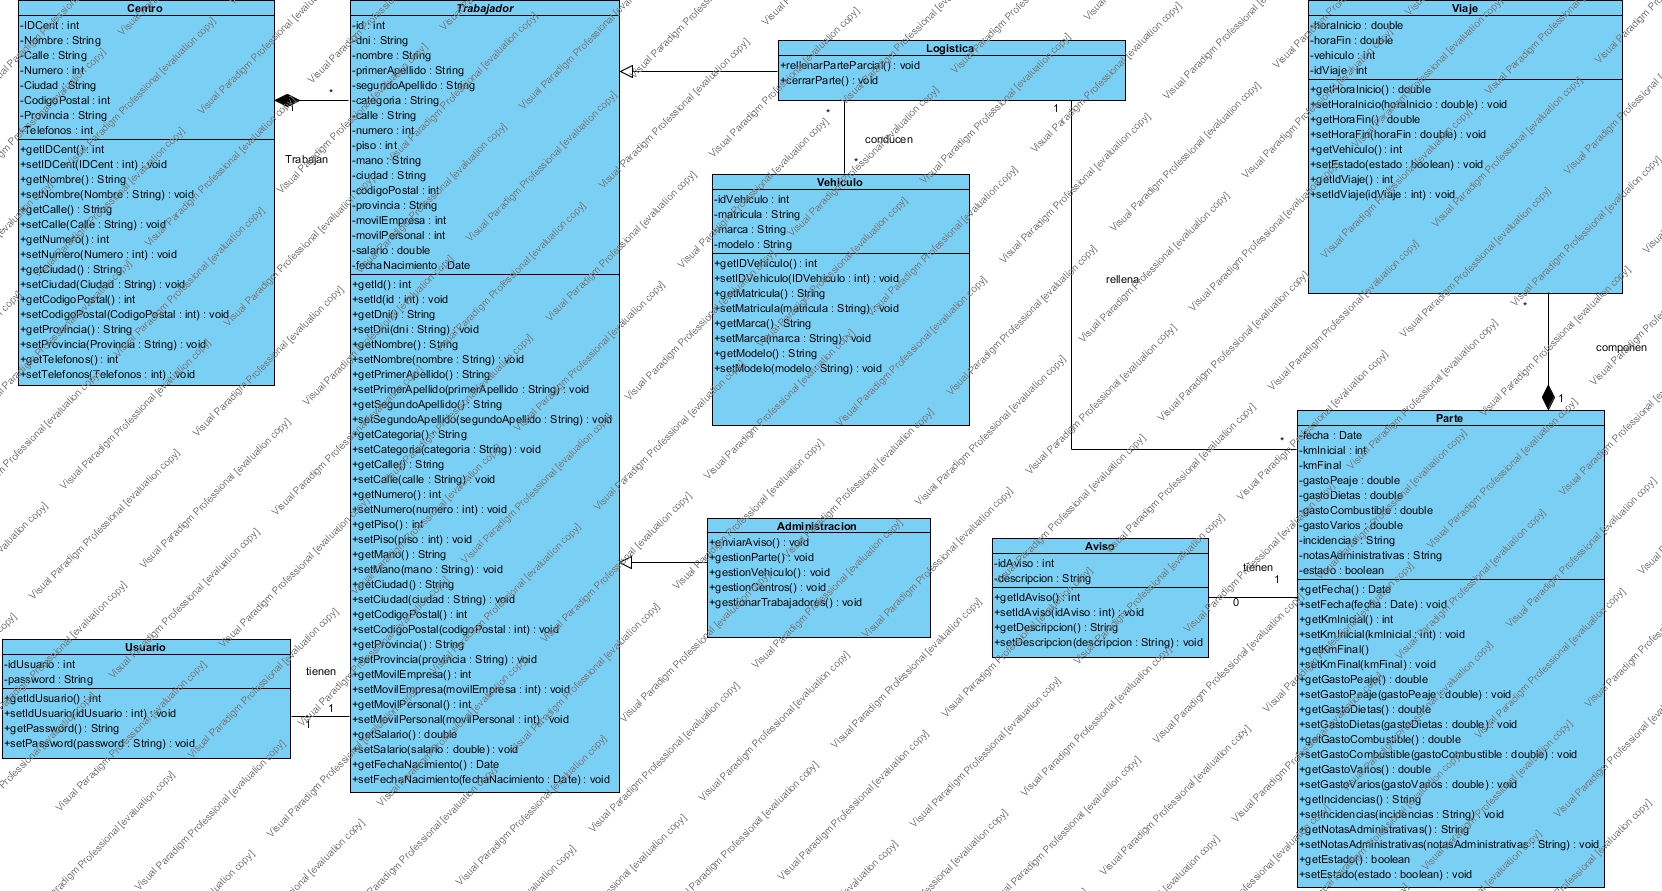 Centro
-IDCent : int
-Nombre : String
-Calle : String
-Numero : int
-Ciudad : String
-CodigoPostal : int
-Provincia : String
-Telefonos : int
+getIDCent() : int
+setIDCent(IDCent : int) : void
+getNombre() : String
+setNombre(Nombre : String) : void
+getCalle() : String
+setCalle(Calle : String) : void
+getNumero() : int
+setNumero(Numero : int) : void
+getCiudad() : String
+setCiudad(Ciudad : String) : void
+getCodigoPostal() : int
+setCodigoPostal(CodigoPostal : int) : void
+getProvincia() : String
+setProvincia(Provincia : String) : void
+getTelefonos() : int
+setTelefonos(Telefonos : int) : void
1
*
Trabajan
Trabajador
-id : int
-dni : String
-nombre : String
-primerApellido : String
-segundoApellido : String
-categoria : String
-calle : String
-numero : int
-piso : int
-mano : String
-ciudad : String
-codigoPostal : int
-provincia : String
-movilEmpresa : int
-movilPersonal : int
-salario : double
-fechaNacimiento : Date
+getId() : int
+setId(id : int) : void
+getDni() : String
+setDni(dni : String) : void
+getNombre() : String
+setNombre(nombre : String) : void
+getPrimerApellido() : String
+setPrimerApellido(primerApellido : String) : void
+getSegundoApellido() : String
+setSegundoApellido(segundoApellido : String) : void
+getCategoria() : String
+setCategoria(categoria : String) : void
+getCalle() : String
+setCalle(calle : String) : void
+getNumero() : int
+setNumero(numero : int) : void
+getPiso() : int
+setPiso(piso : int) : void
+getMano() : String
+setMano(mano : String) : void
+getCiudad() : String
+setCiudad(ciudad : String) : void
+getCodigoPostal() : int
+setCodigoPostal(codigoPostal : int) : void
+getProvincia() : String
+setProvincia(provincia : String) : void
+getMovilEmpresa() : int
+setMovilEmpresa(movilEmpresa : int) : void
+getMovilPersonal() : int
+setMovilPersonal(movilPersonal : int) : void
+getSalario() : double
+setSalario(salario : double) : void
+getFechaNacimiento() : Date
+setFechaNacimiento(fechaNacimiento : Date) : void
Usuario
-idUsuario : int
-password : String
+getIdUsuario() : int
+setIdUsuario(idUsuario : int) : void
+getPassword() : String
+setPassword(password : String) : void
tienen
1
Logistica
+rellenarParteParcial() : void
+cerrarParte() : void
*
conducen
*
1
rellena
*
Vehiculo
-idVehiculo : int
-matricula : String
-marca : String
-modelo : String
+getIDVehiculo() : int
+setIDVehiculo(IDVehiculo : int) : void
+getMatricula() : String
+setMatricula(matricula : String) : void
+getMarca() : String
+setMarca(marca : String) : void
+getModelo() : String
+setModelo(modelo : String) : void
Administracion
+enviarAviso() : void
+gestionParte() : void
+gestionVehiculo() : void
+gestionCentros() : void
+gestionarTrabajadores() : void
Aviso
-idAviso : int
-descripcion : String
+getIdAviso() : int
+setIdAviso(idAviso : int) : void
+getDescripcion() : String
+setDescripcion(descripcion : String) : void
tienen
1
0
Viaje
-horaInicio : double
-horaFin : double
-vehiculo : int
-idViaje : int
+getHoraInicio() : double
+setHoraInicio(horaInicio : double) : void
+getHoraFin() : double
+setHoraFin(horaFin : double) : void
+getVehiculo() : int
+setEstado(estado : boolean) : void
+getIdViaje() : int
+setIdViaje(idViaje : int) : void
*
componen
1
Parte
-fecha : Date
-kmInicial : int
-kmFinal
-gastoPeaje : double
-gastoDietas : double
-gastoCombustible : double
-gastoVarios : double
-incidencias : String
-notasAdministrativas : String
-estado : boolean
+getFecha() : Date
+setFecha(fecha : Date) : void
+getKmInicial() : int
+setKmInicial(kmInicial : int) : void
+getKmFinal()
+setKmFinal(kmFinal) : void
+getGastoPeaje() : double
+setGastoPeaje(gastoPeaje : double) : void
+getGastoDietas() : double
+setGastoDietas(gastoDietas : double) : void
+getGastoCombustible() : double
+setGastoCombustible(gastoCombustible : double) : void
+getGastoVarios() : double
+setGastoVarios(gastoVarios : double) : void
+getIncidencias() : String
+setIncidencias(incidencias : String) : void
+getNotasAdministrativas() : String
+setNotasAdministrativas(notasAdministrativas : String) : void
+getEstado() : boolean
+setEstado(estado : boolean) : void
Visual Paradigm Professional [evaluation copy]